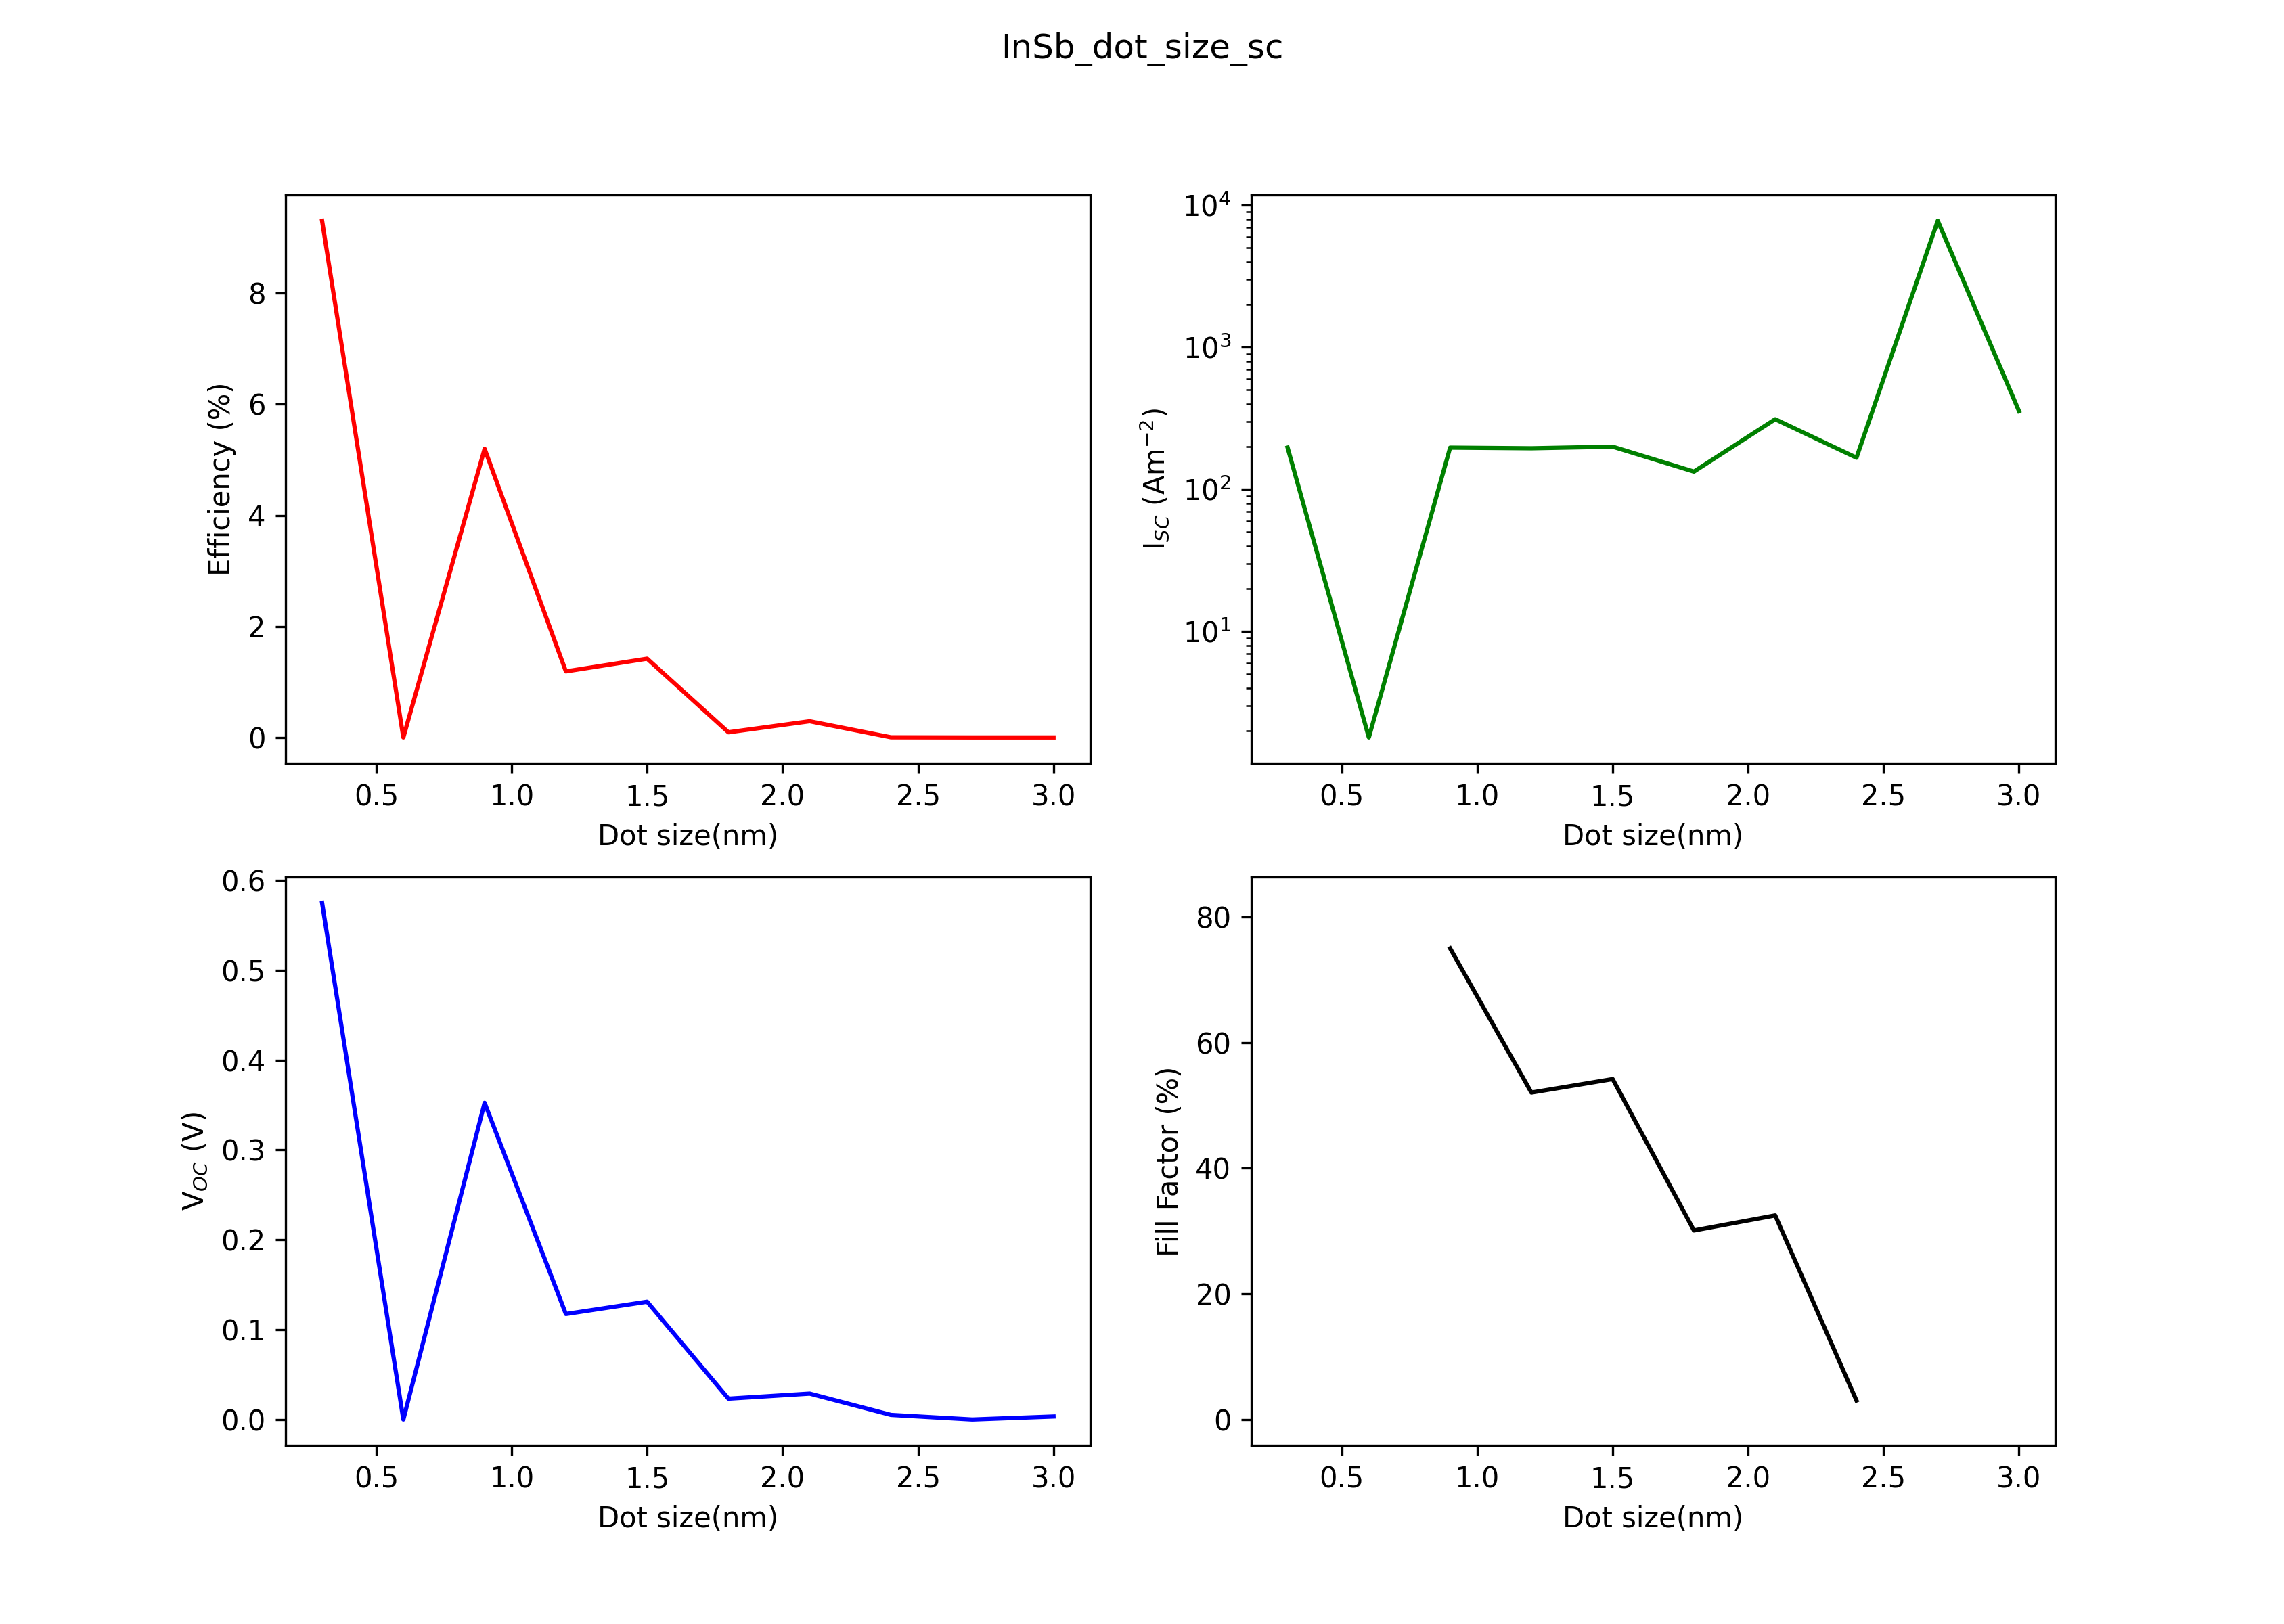 InSb_dot_size_sc
Efficiency (%)
8
6
4
2
0
0.5 1.0 1.5 2.0 2.5 3.0
Dot size(nm)
I$_{SC}$ (Am$^{-2}$)
10$^4$
10$^3$
10$^2$
10$^1$
0.5 1.0 1.5 2.0 2.5 3.0
Dot size(nm)
V$_{OC}$ (V)
0.6
0.5
0.4
0.3
0.2
0.1
0.0
0.5 1.0 1.5 2.0 2.5 3.0
Dot size(nm)
Fill Factor (%)
80
60
40
20
0
0.5 1.0 1.5 2.0 2.5 3.0
Dot size(nm)